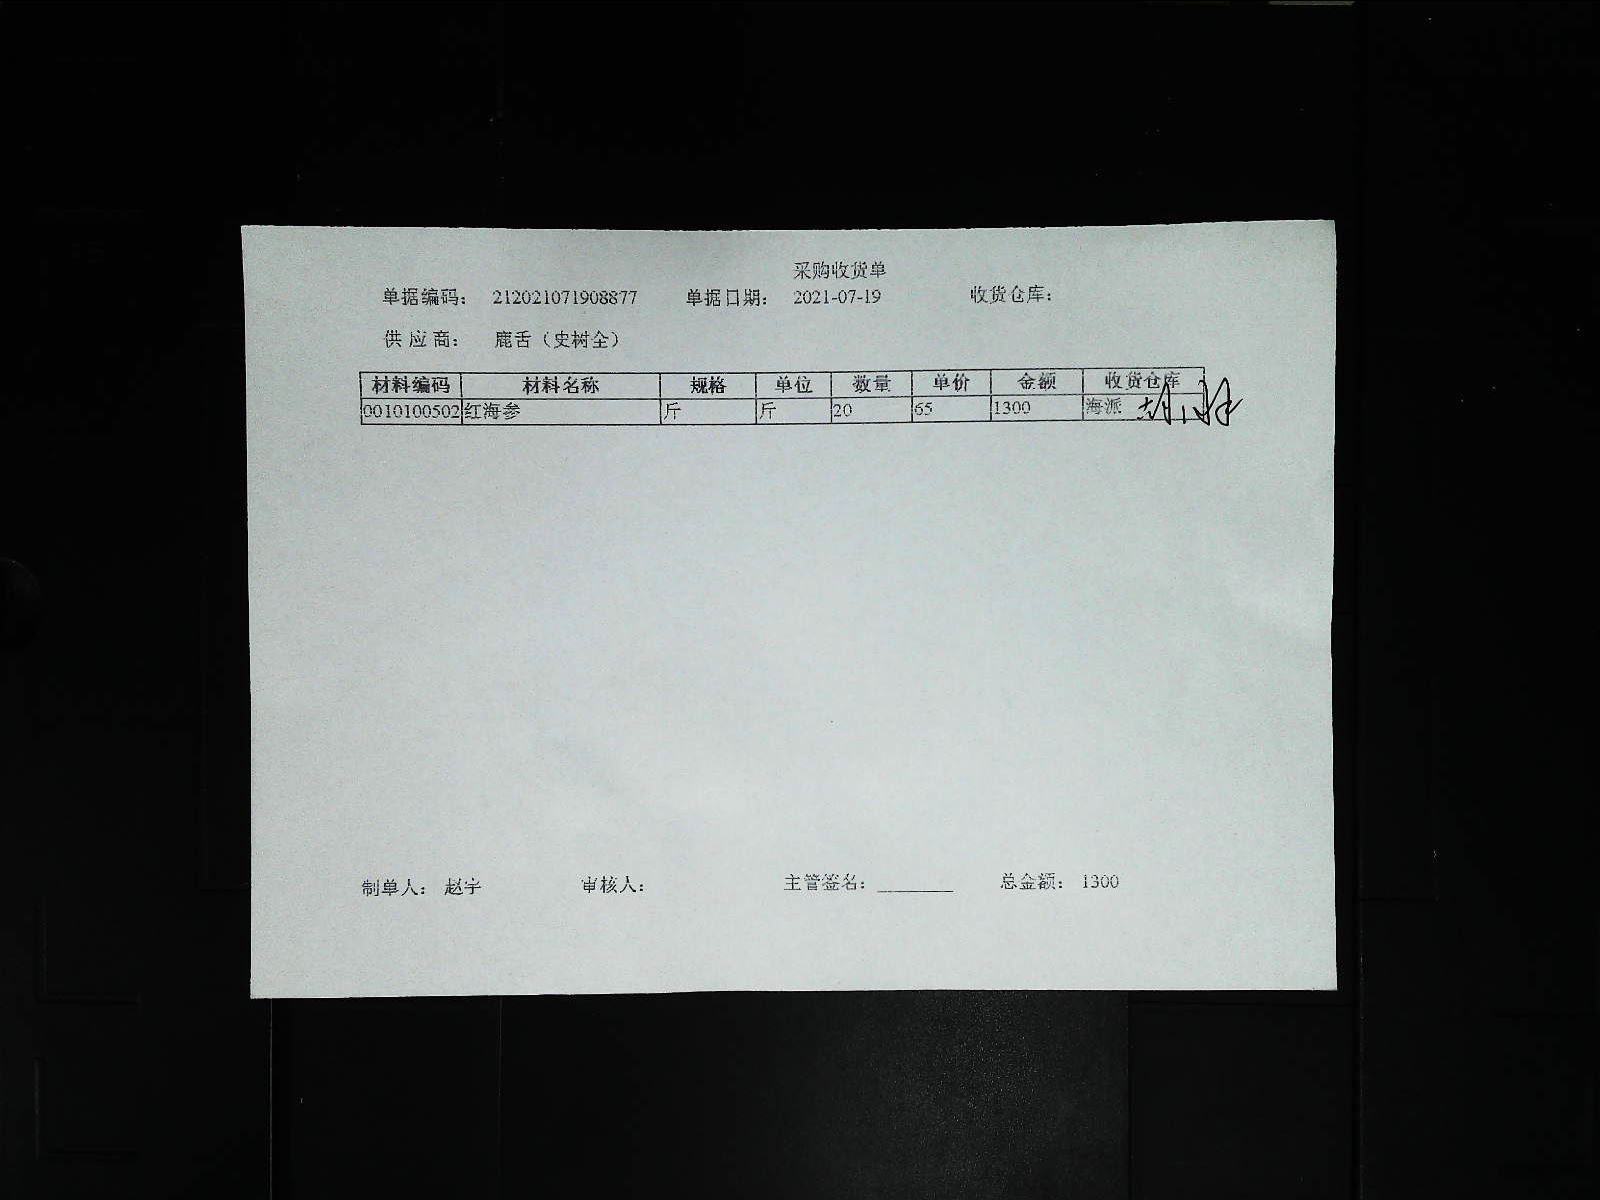 采购收货单
单据编码： 212021071908877 单据日期： 2021-07-19 收货仓库：
供 应 商： 鹿舌（史树全）
材料编码 材料名称 规格 单位 数量 单价 金额 收货仓库
0010100502 红海参 斤 斤 20 65 1300 海派
制单人： 赵宇 审核人： 主管签名：________ 总金额： 1300